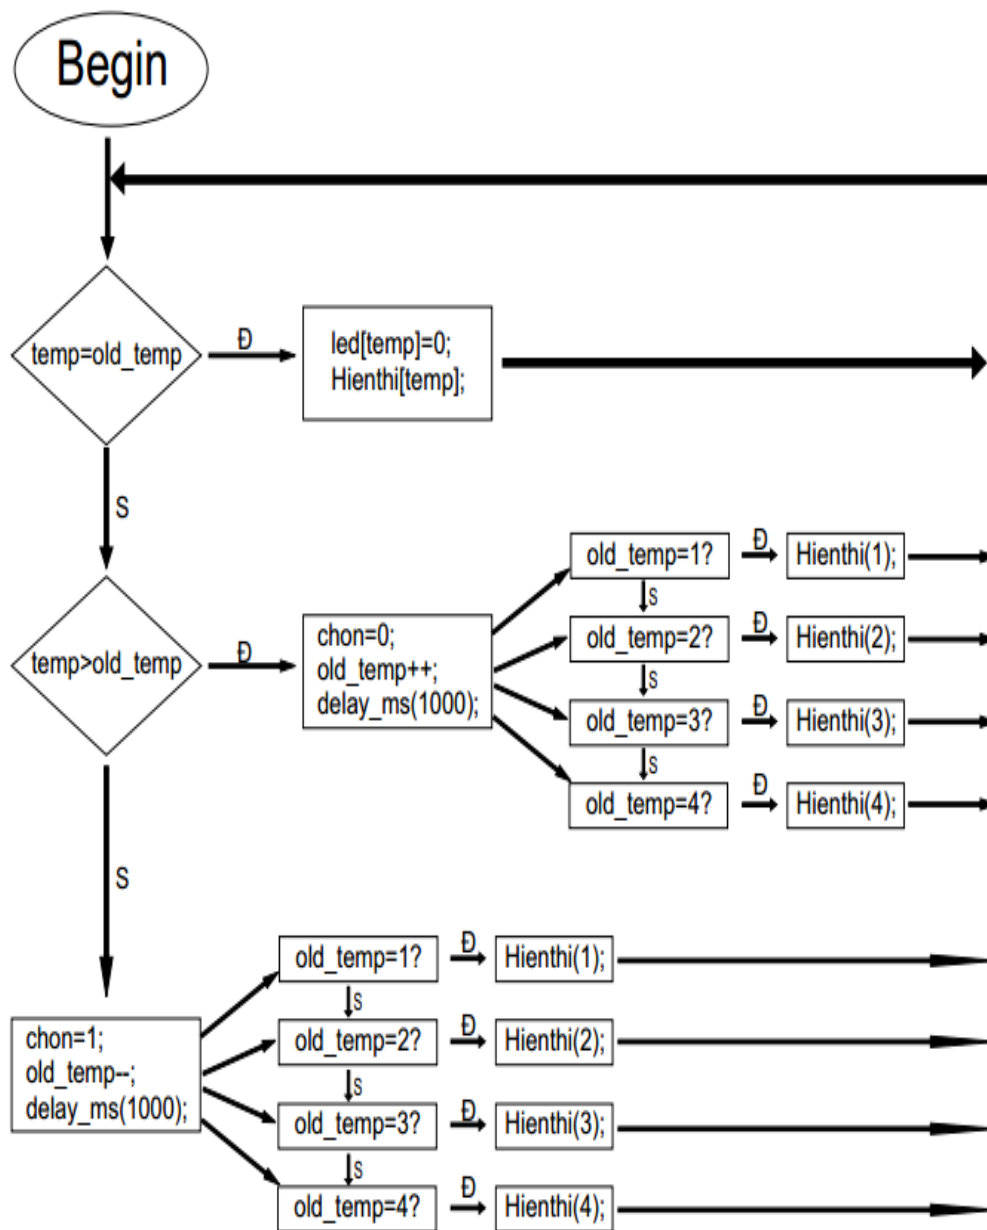 Begin
temp=old_temp
Đ
led[temp]=0;
Hienthi[temp];
S
temp>old_temp
Đ
chon=0;
old_temp++;
delay_ms(1000);
old_temp=1?
Đ
Hienthi(1);
S
old_temp=2?
Đ
Hienthi(2);
S
old_temp=3?
Đ
Hienthi(3);
S
old_temp=4?
Đ
Hienthi(4);
S
chon=1;
old_temp--;
delay_ms(1000);
old_temp=1?
Đ
Hienthi(1);
S
old_temp=2?
Đ
Hienthi(2);
S
old_temp=3?
Đ
Hienthi(3);
S
old_temp=4?
Đ
Hienthi(4);